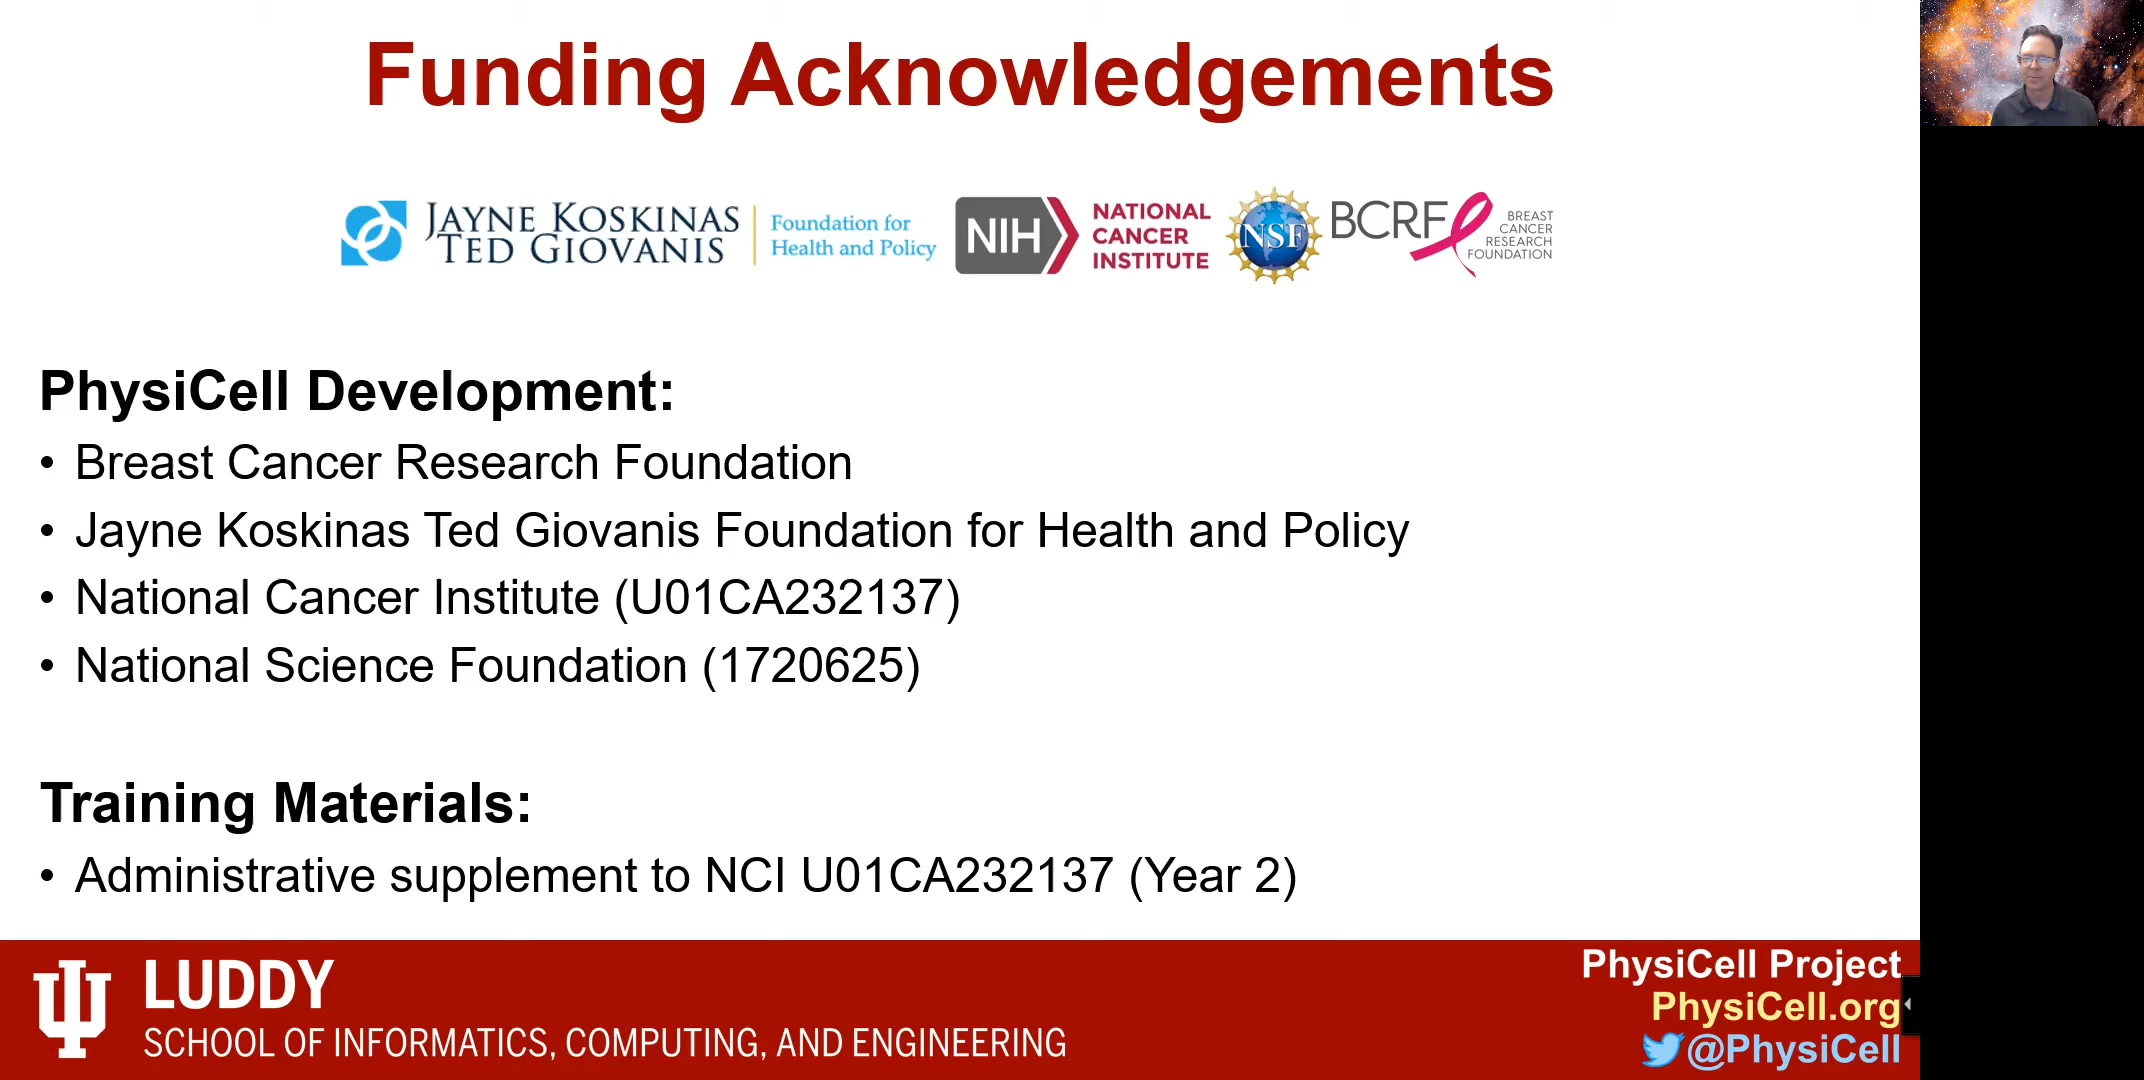 Funding Acknowledgements
JAYNE KOSKINAS
TED GIOVANIS
Foundation for
Health and Policy
NIH
NATIONAL
CANCER
INSTITUTE
NSF
BCRF
BREAST
CANCER
RESEARCH
FOUNDATION
PhysiCell Development:
• Breast Cancer Research Foundation
• Jayne Koskinas Ted Giovanis Foundation for Health and Policy
• National Cancer Institute (U01CA232137)
• National Science Foundation (1720625)
Training Materials:
• Administrative supplement to NCI U01CA232137 (Year 2)
LUDDY
SCHOOL OF INFORMATICS, COMPUTING, AND ENGINEERING
PhysiCell Project
PhysiCell.org
@PhysiCell